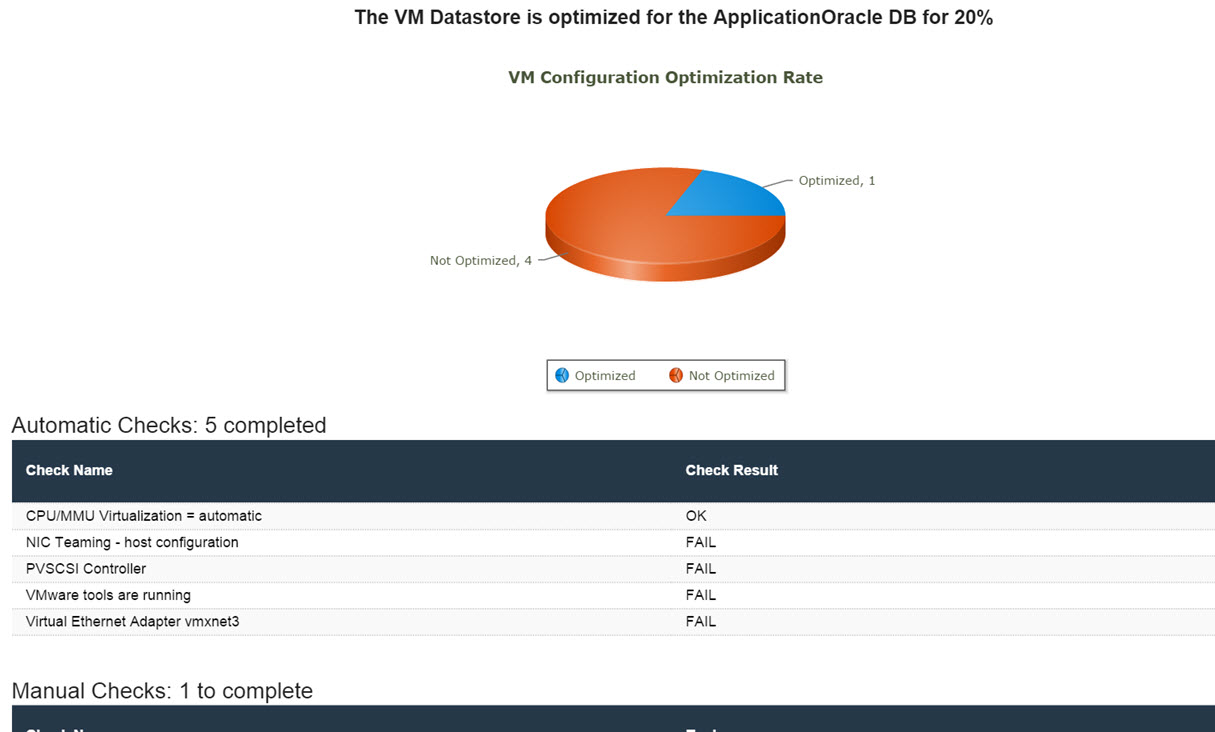 The VM Datastore is optimized for the ApplicationOracle DB for 20%
VM Configuration Optimization Rate
Optimized, 1
Not Optimized, 4
Optimized Not Optimized
Automatic Checks: 5 completed
Check Name Check Result
CPU/MMU Virtualization = automatic OK
NIC Teaming - host configuration FAIL
PVSCSI Controller FAIL
VMware tools are running FAIL
Virtual Ethernet Adapter vmxnet3 FAIL
Manual Checks: 1 to complete